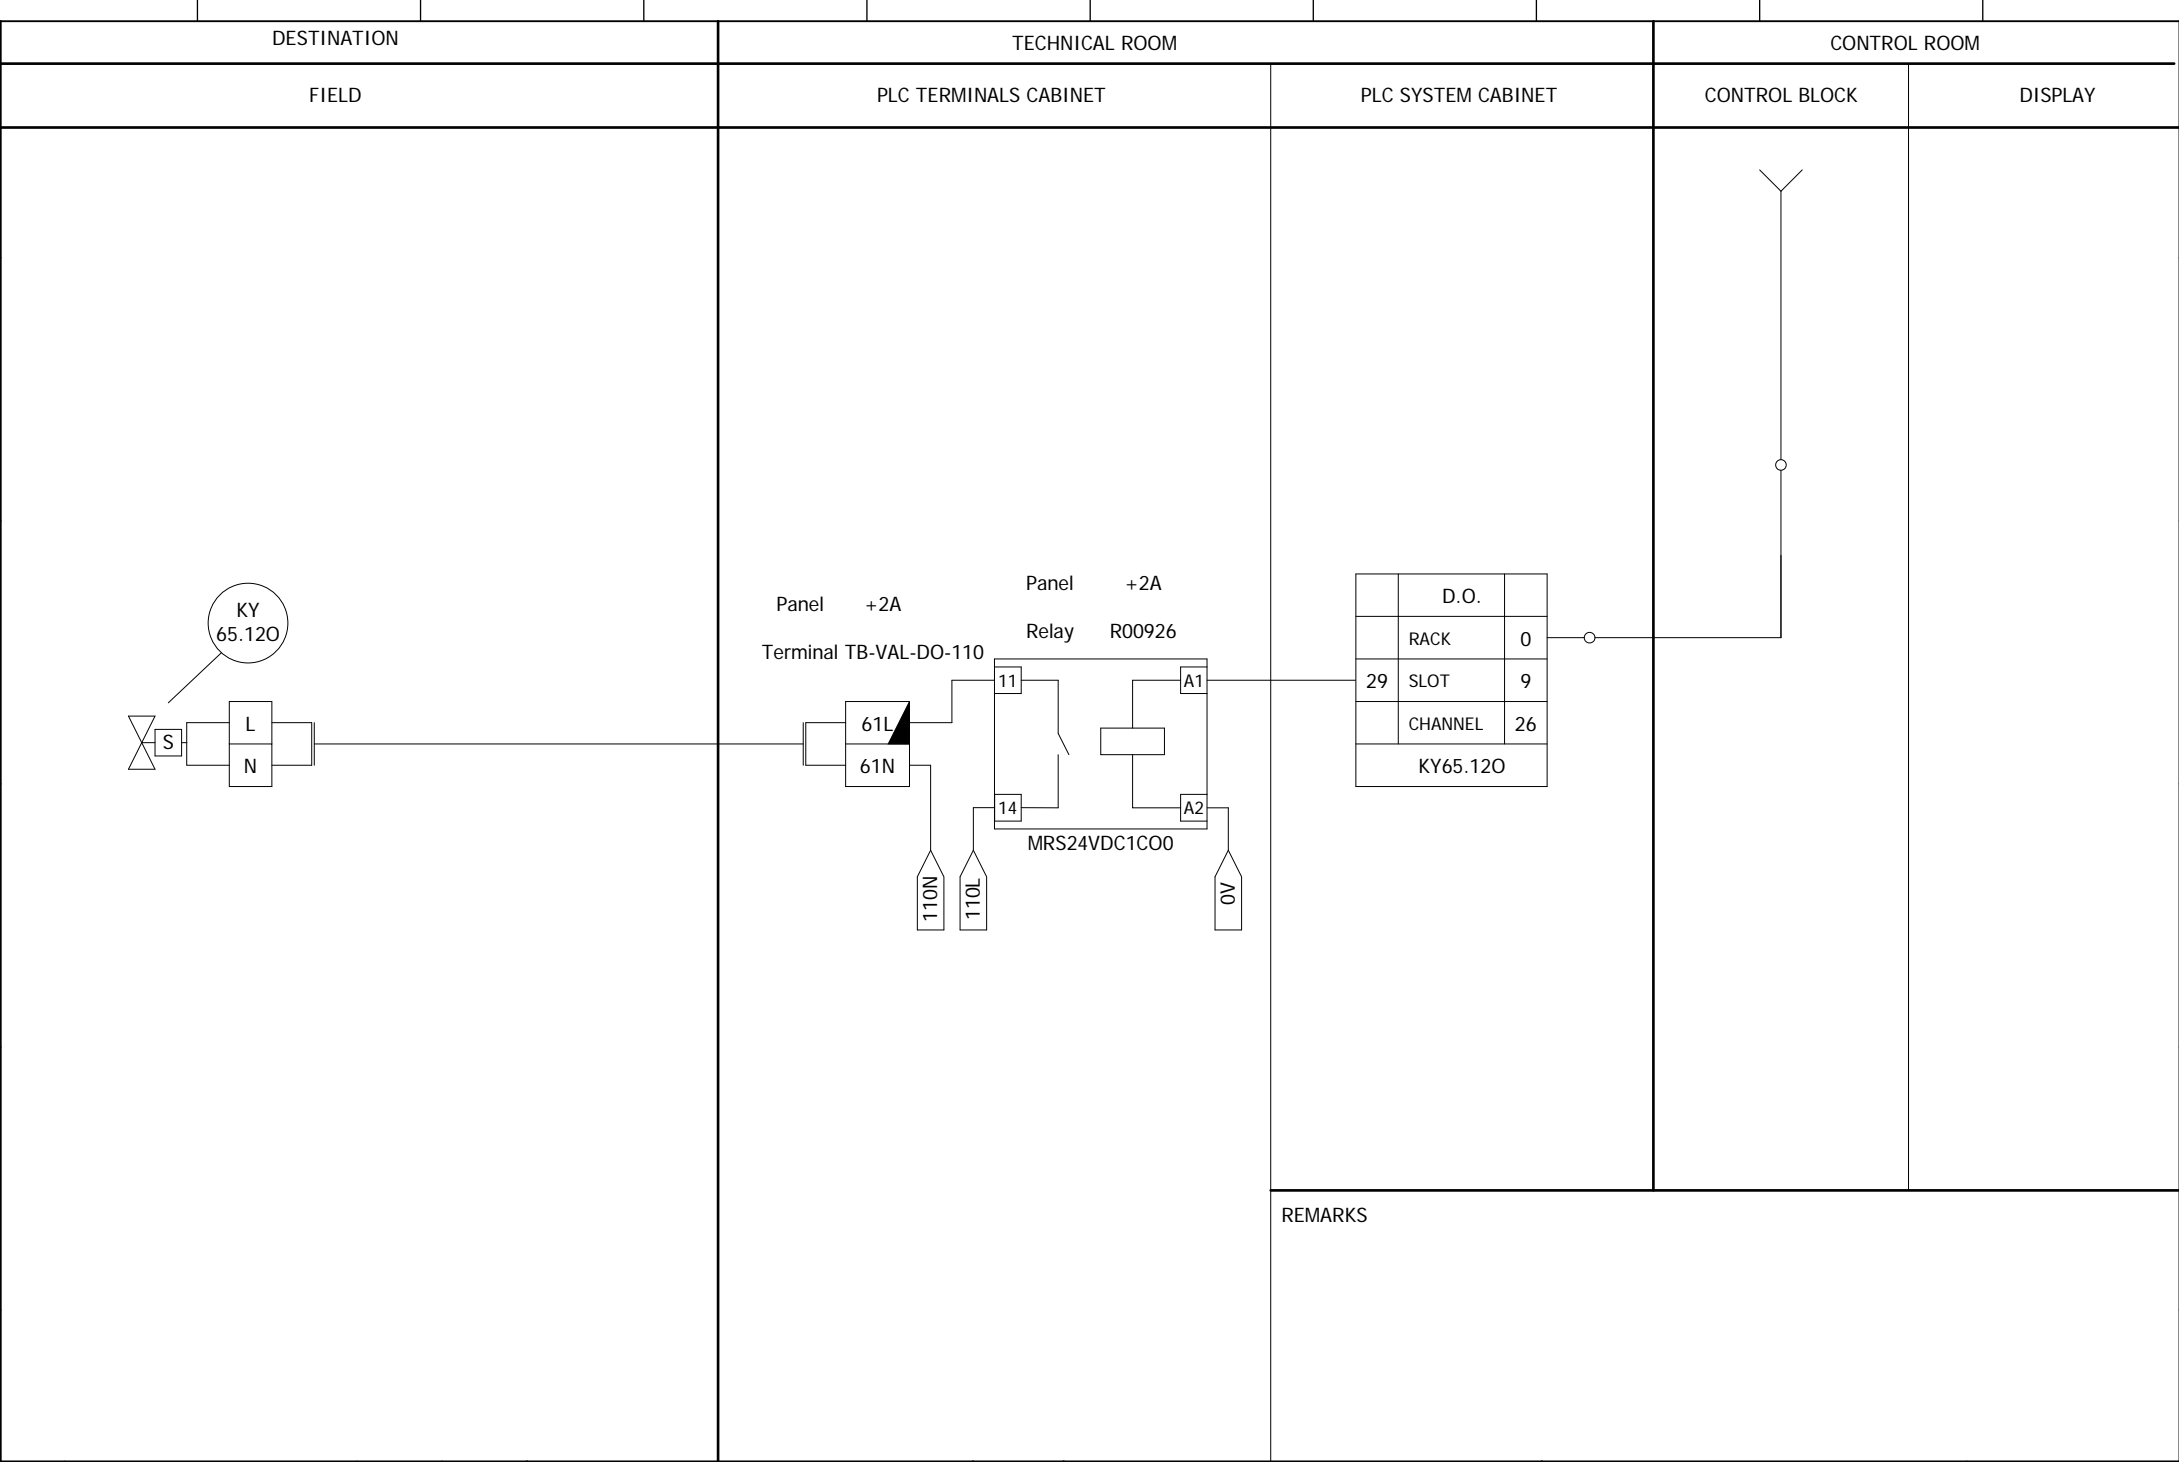 DESTINATION
TECHNICAL ROOM
CONTROL ROOM
FIELD
PLC TERMINALS CABINET
PLC SYSTEM CABINET
CONTROL BLOCK
DISPLAY
KY
65.12O
S
L
N
Panel +2A
Terminal TB-VAL-DO-110
61L
61N
110N
110L
Panel +2A
Relay R00926
11
14
A1
A2
MRS24VDC1CO0
0V
D.O.
RACK 0
29 SLOT 9
CHANNEL 26
KY65.12O
REMARKS